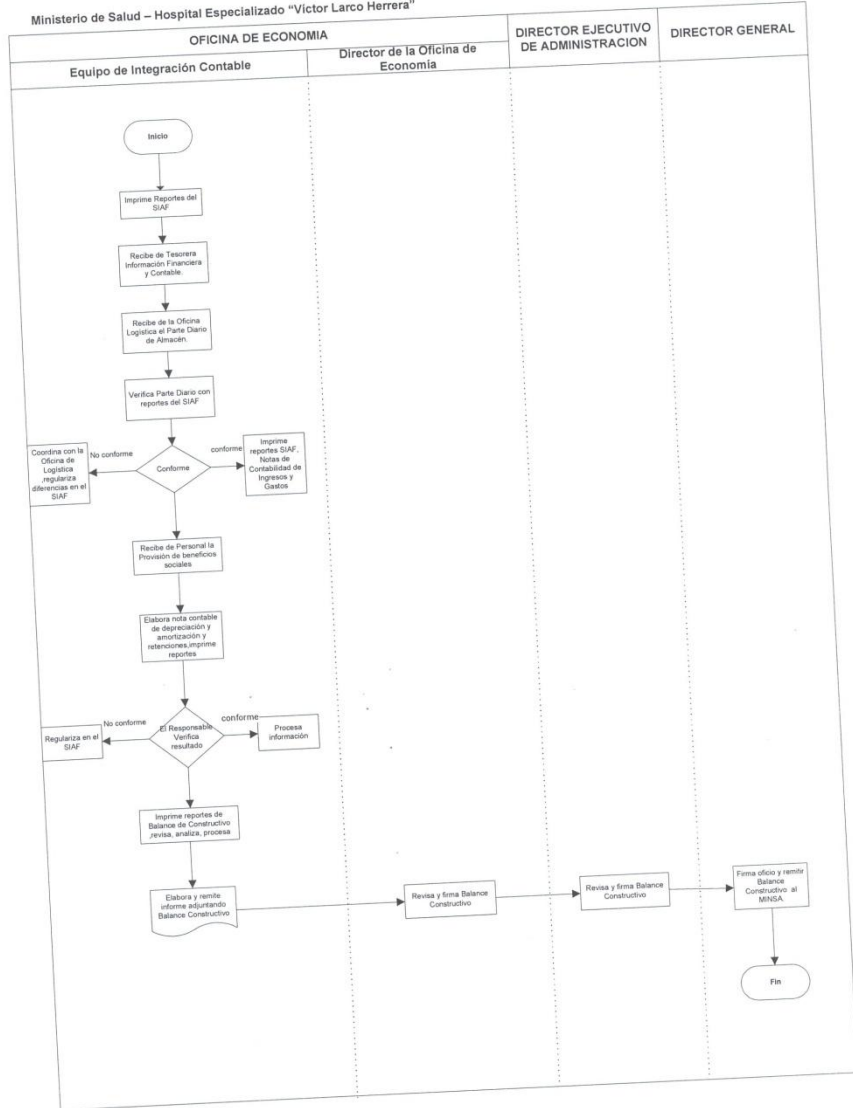 Ministerio de Salud – Hospital Especializado "Victor Larco Herrera"
OFICINA DE ECONOMIA
DIRECTOR EJECUTIVO
DE ADMINISTRACION
DIRECTOR GENERAL
Equipo de Integración Contable
Director de la Oficina de
Economía
Inicio
Imprime Reportes del
SIAF
Recibe de Tesorera
Información Financiera
y Contable.
Recibe de la Oficina
Logística el Parte Diario
de Almacén.
Verifica Parte Diario con
reportes del SIAF
Coordina con la
Oficina de
Logística
,regulariza
diferencias en el
SIAF
No conforme
Conforme
conforme
Imprime
reportes SIAF,
Notas de
Contabilidad de
Ingresos y
Gastos
Recibe de Personal la
Provisión de beneficios
sociales
Elabora nota contable
de depreciación y
amortización y
retenciones,imprime
reportes
Regulariza en el
SIAF
No conforme
El Responsable
Verifica
resultado
conforme
Procesa
información
Imprime reportes de
Balance de Constructivo
,revisa, analiza, procesa
Elabora y remite
informe adjuntando
Balance Constructivo
Revisa y firma Balance
Constructivo
Revisa y firma Balance
Constructivo
Firma oficio y remitir
Balance
Constructivo al
MINSA.
Fin